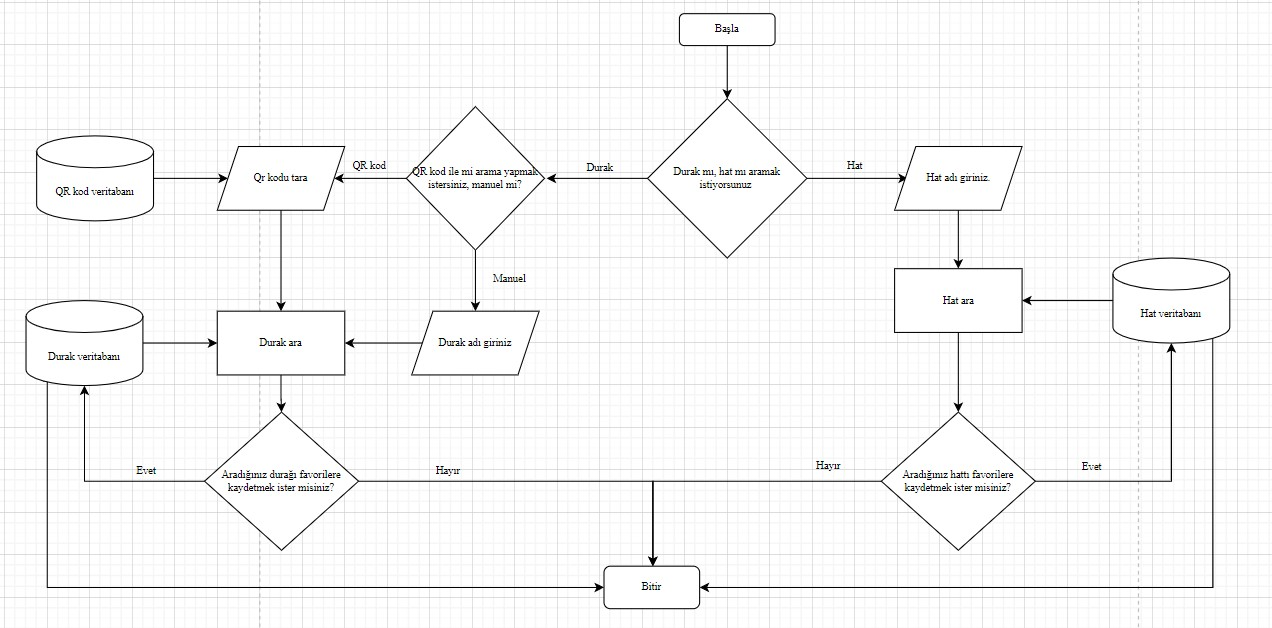 Başla
QR kod veritabanı
Qr kodu tara
QR kod
QR kod ile mi arama yapmak
istersiniz, manuel mi?
Durak
Durak mı, hat mı aramak
istiyorsunuz
Hat
Hat adı giriniz.
Manuel
Durak veritabanı
Durak ara
Durak adı giriniz
Hat ara
Hat veritabanı
Evet
Aradığınız durağı favorilere
kaydetmek ister misiniz?
Hayır
Hayır
Aradığınız hattı favorilere
kaydetmek ister misiniz?
Evet
Bitir